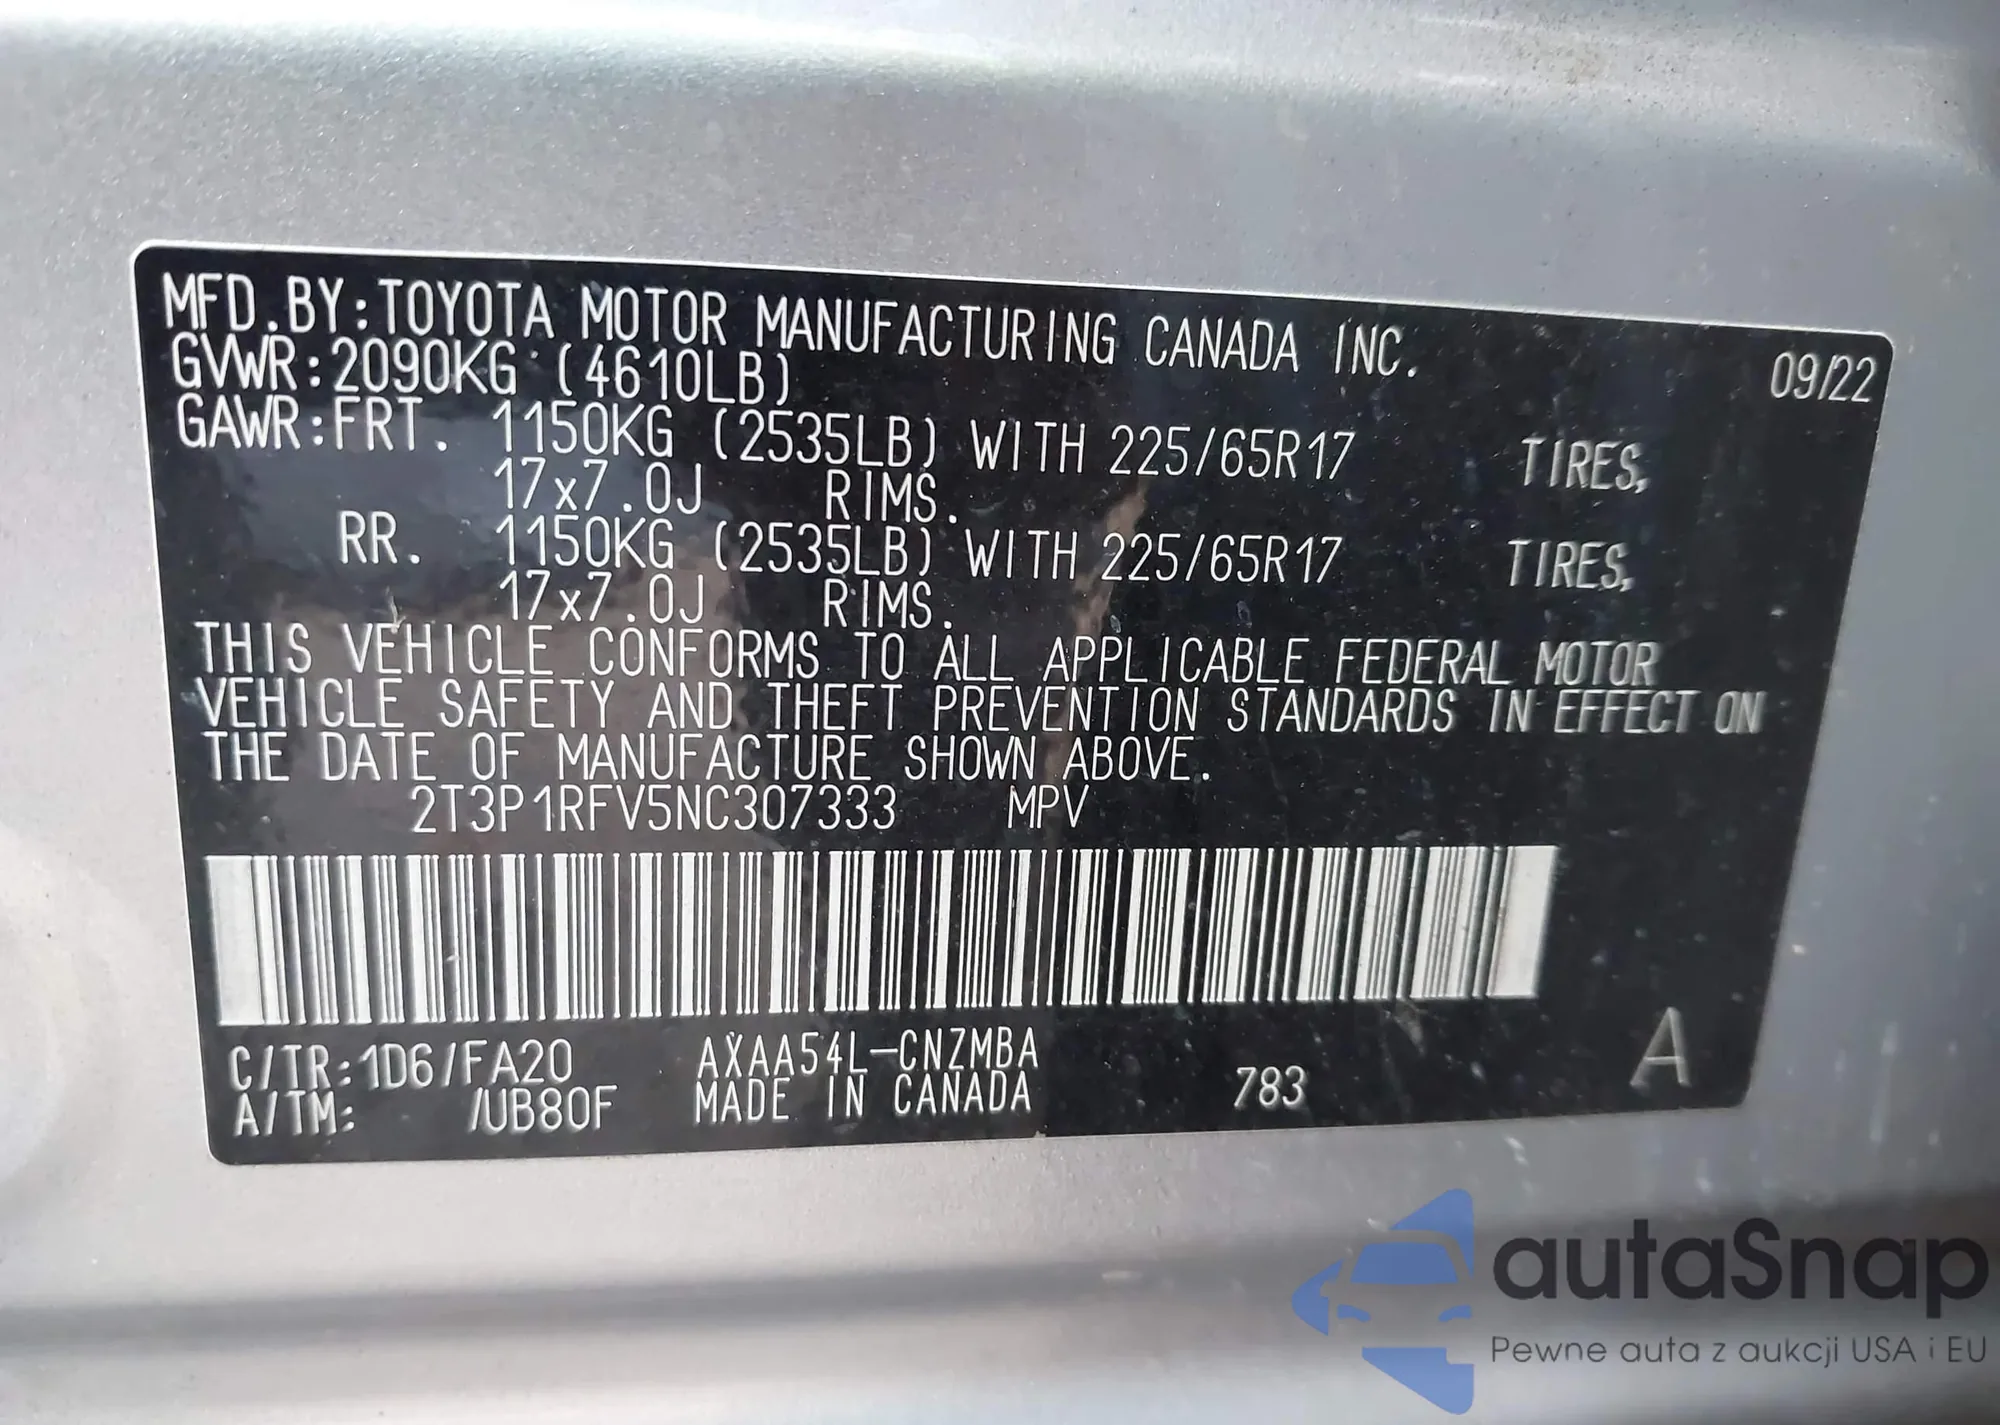 MFD.BY:TOYOTA MOTOR MANUFACTURING CANADA INC. 09/22
GVWR:2090KG (4610LB)
GAWR:FRT. 1150KG (2535LB) WITH 225/65R17 TIRES,
17x7.0J RIMS.
RR. 1150KG (2535LB) WITH 225/65R17 TIRES,
17x7.0J RIMS.
THIS VEHICLE CONFORMS TO ALL APPLICABLE FEDERAL MOTOR
VEHICLE SAFETY AND THEFT PREVENTION STANDARDS IN EFFECT ON
THE DATE OF MANUFACTURE SHOWN ABOVE.
2T3P1RFV5NC307333 MPV
C/TR:1D6/FA20 AXAA54L-CNZMBA
A/TM: /UB80F MADE IN CANADA 783 A
autaSnap
Pewne auta z aukcji USA i EU